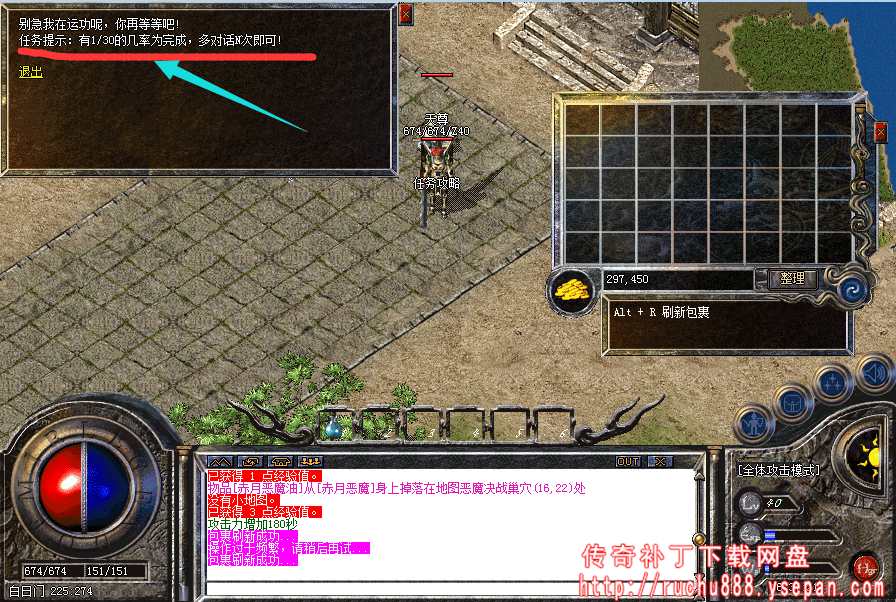 别急我在运功呢，你再等等吧!
任务提示：有1/30的几率为完成，多对话N次即可!
退出
天尊
674/674/Z40
任务攻略
297,450
整理
Alt + R 刷新包裹
OUT
已获得 1 点经验值。
物品[赤月恶魔油]从[赤月恶魔]身上掉落在地图恶魔决战巢穴(16,22)处
没有小地图。
已获得 3 点经验值。
攻击力增加180秒
包裹刷新成功...
操作过于频繁，请稍后再试...
包裹刷新成功...
[全体攻击模式]
40
674/674
151/151
白日门 225:274
传奇补丁下载网盘
http://ruchu888.ysepan.com